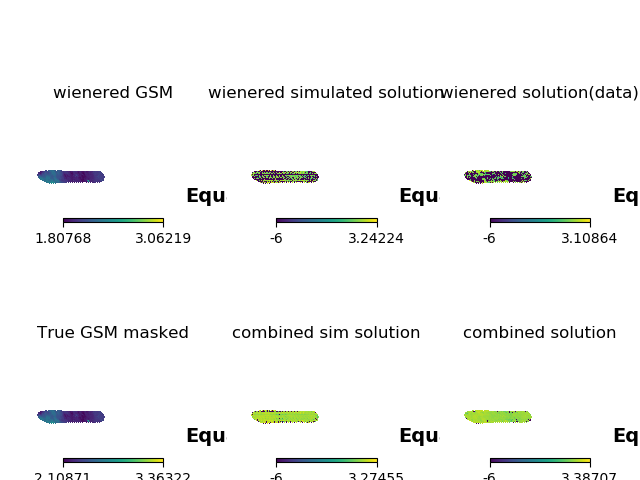 wienered GSM wienered simulated solution wienered solution(data)
Equ Equ Eq
1.80768 3.06219 -6 3.24224 -6 3.10864
True GSM masked combined sim solution combined solution
Equ Equ Eq
2.10871 3.36322 -6 3.27455 -6 3.38707